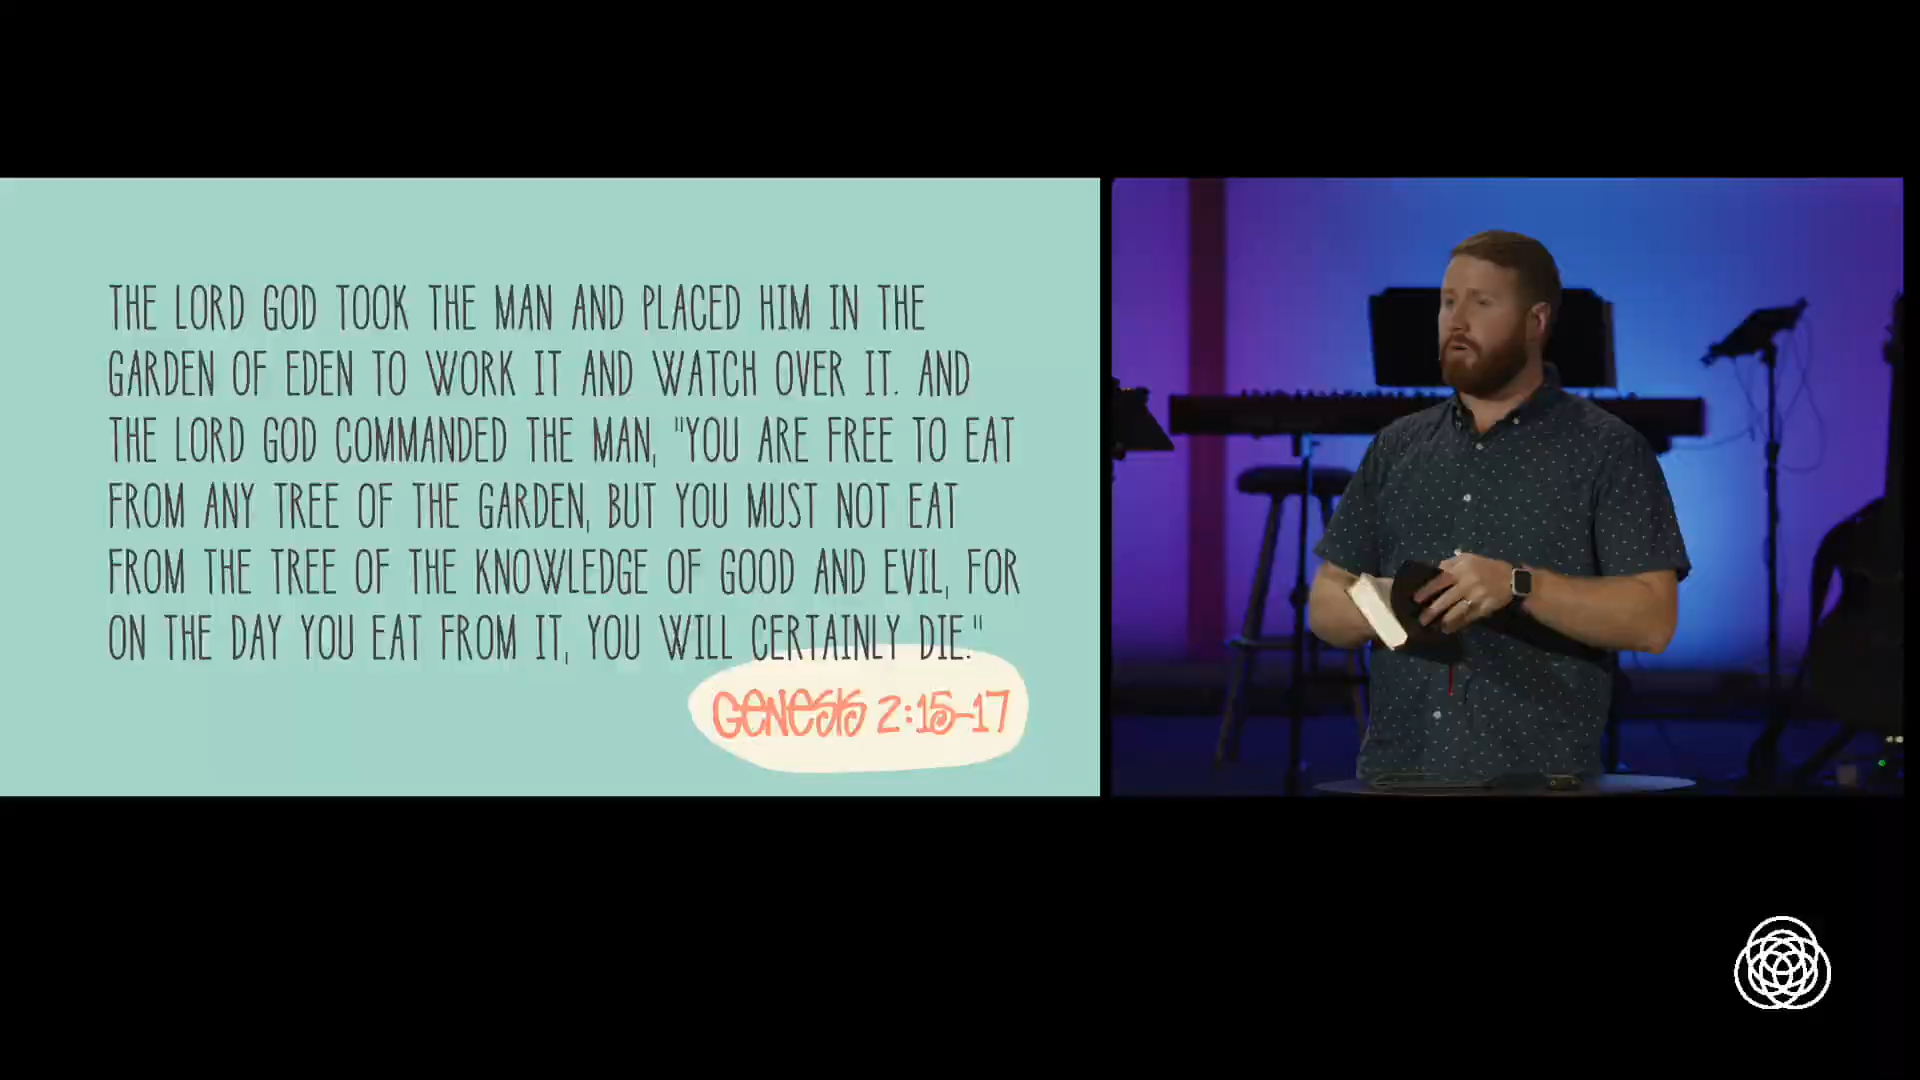 THE LORD GOD TOOK THE MAN AND PLACED HIM IN THE
GARDEN OF EDEN TO WORK IT AND WATCH OVER IT. AND
THE LORD GOD COMMANDED THE MAN, "YOU ARE FREE TO EAT
FROM ANY TREE OF THE GARDEN, BUT YOU MUST NOT EAT
FROM THE TREE OF THE KNOWLEDGE OF GOOD AND EVIL, FOR
ON THE DAY YOU EAT FROM IT, YOU WILL CERTAINLY DIE."
GENESIS 2:15-17